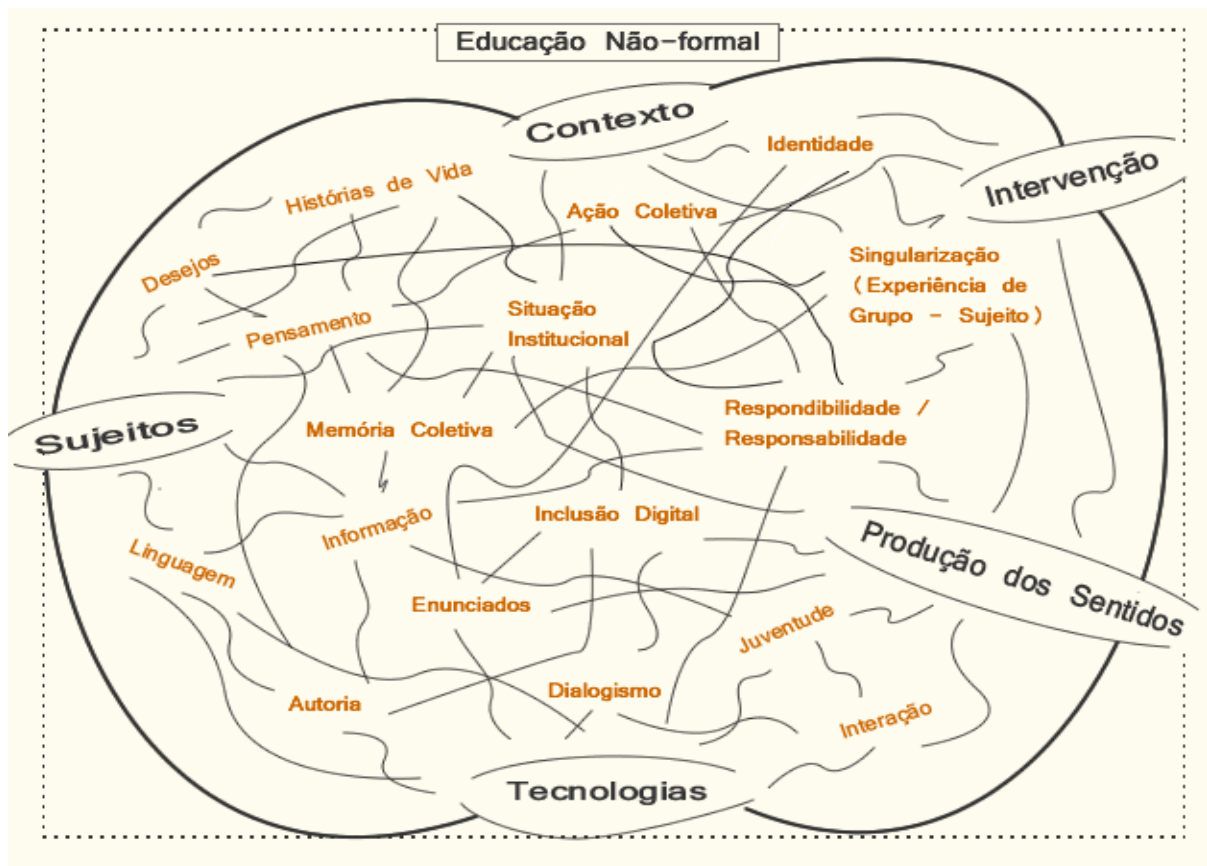 Educação Não-formal
Contexto
Identidade
Intervenção
Histórias de Vida
Ação Coletiva
Desejos
Singularização
(Experiência de
Grupo - Sujeito)
Situação
Institucional
Pensamento
Sujeitos
Memória Coletiva
Respondibilidade /
Responsabilidade
Informação
Inclusão Digital
Produção dos Sentidos
Linguagem
Enunciados
Juventude
Autoria
Dialogismo
Interação
Tecnologias